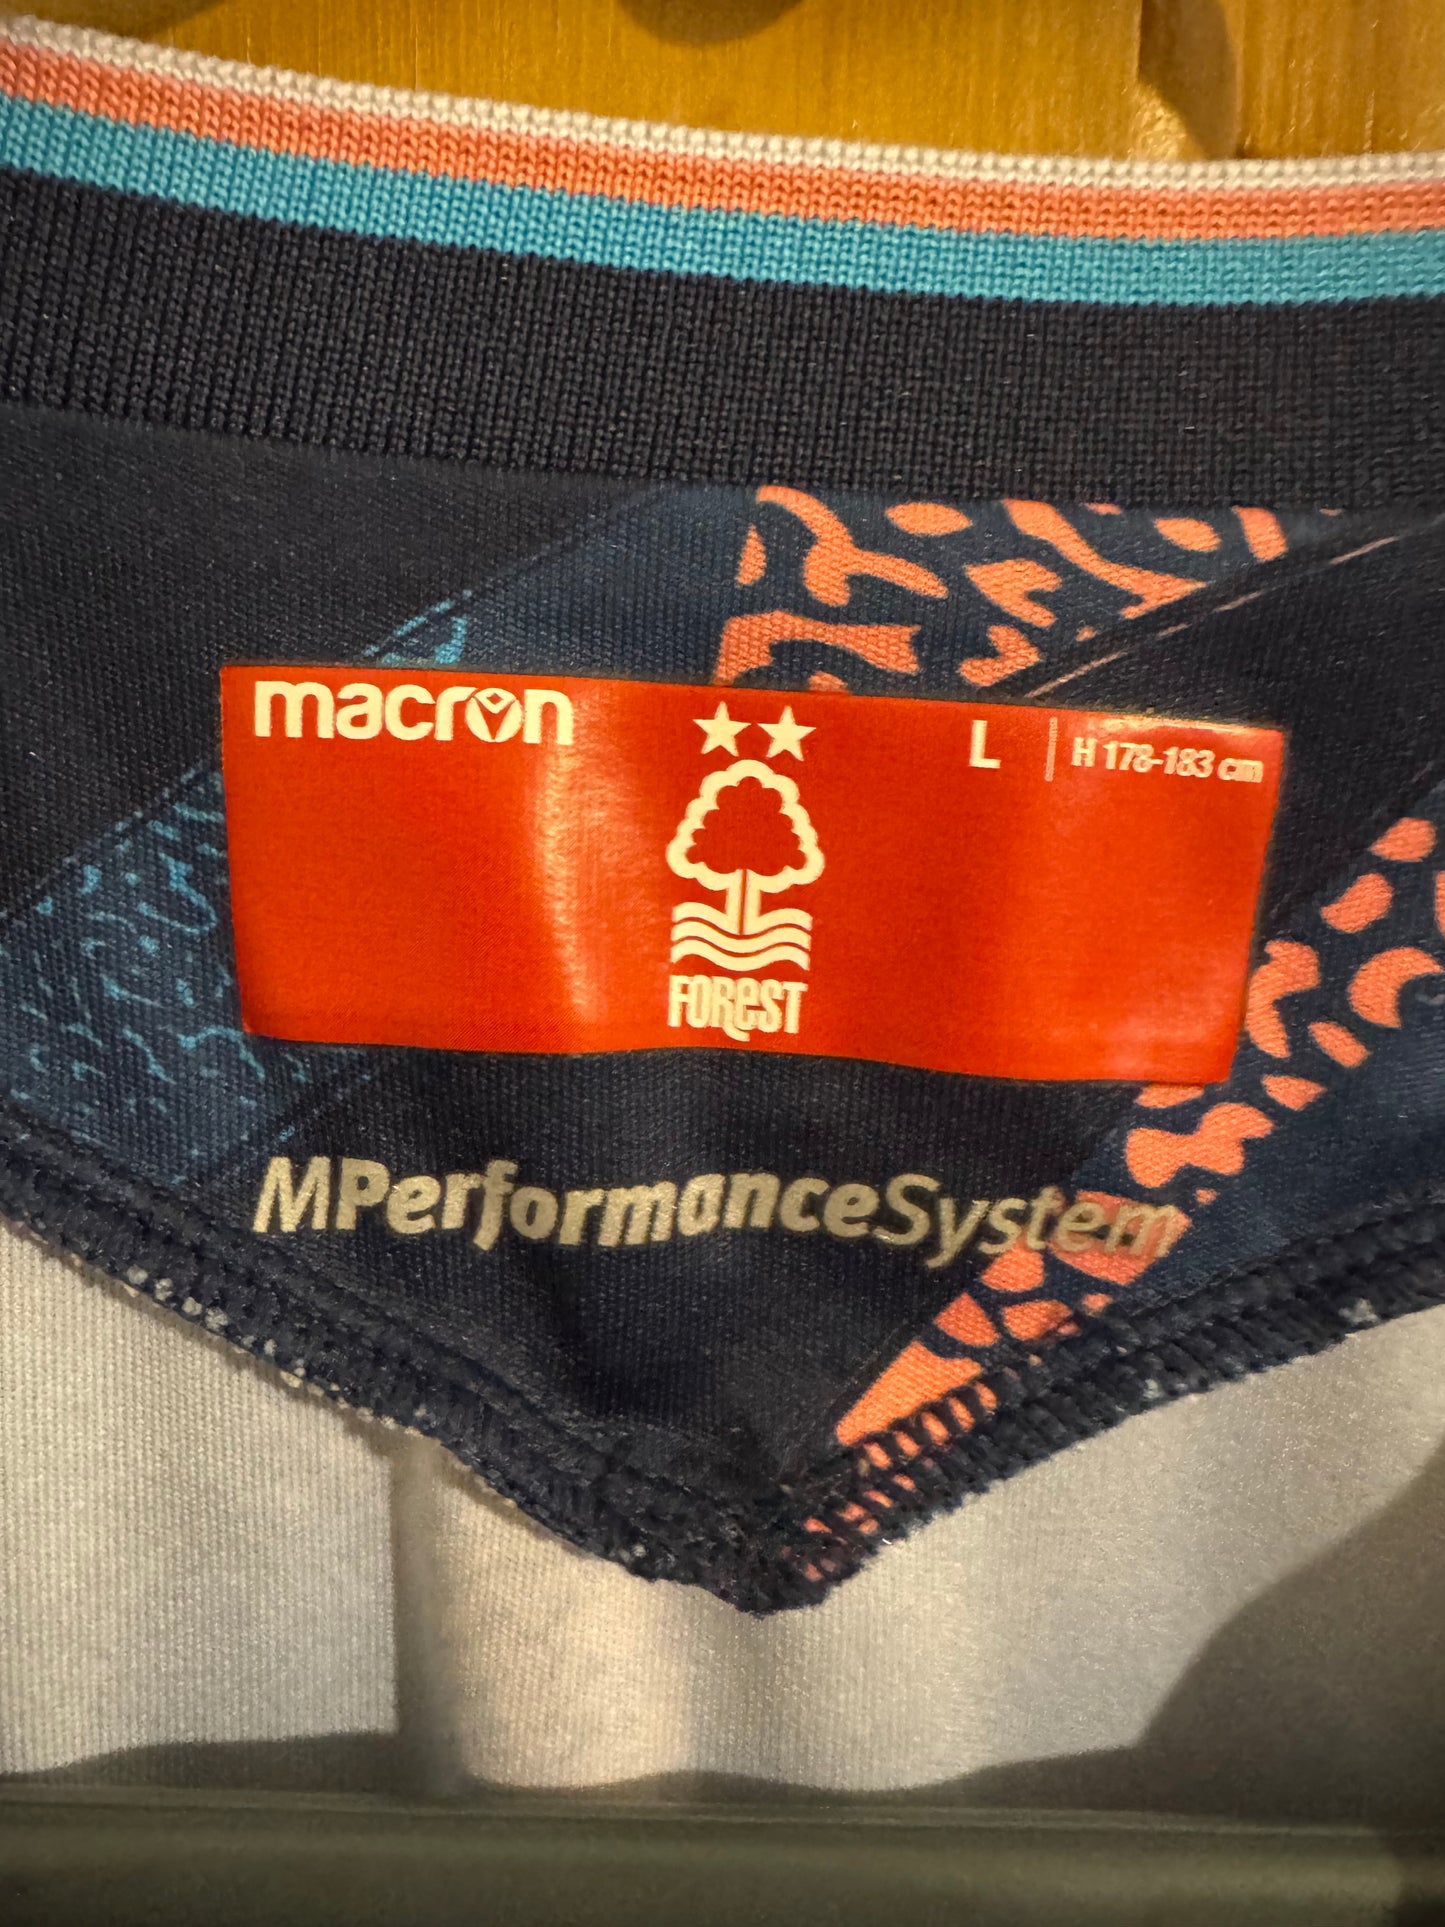 macron
L | H 178-183 cm
FOREST
MPerformanceSystem